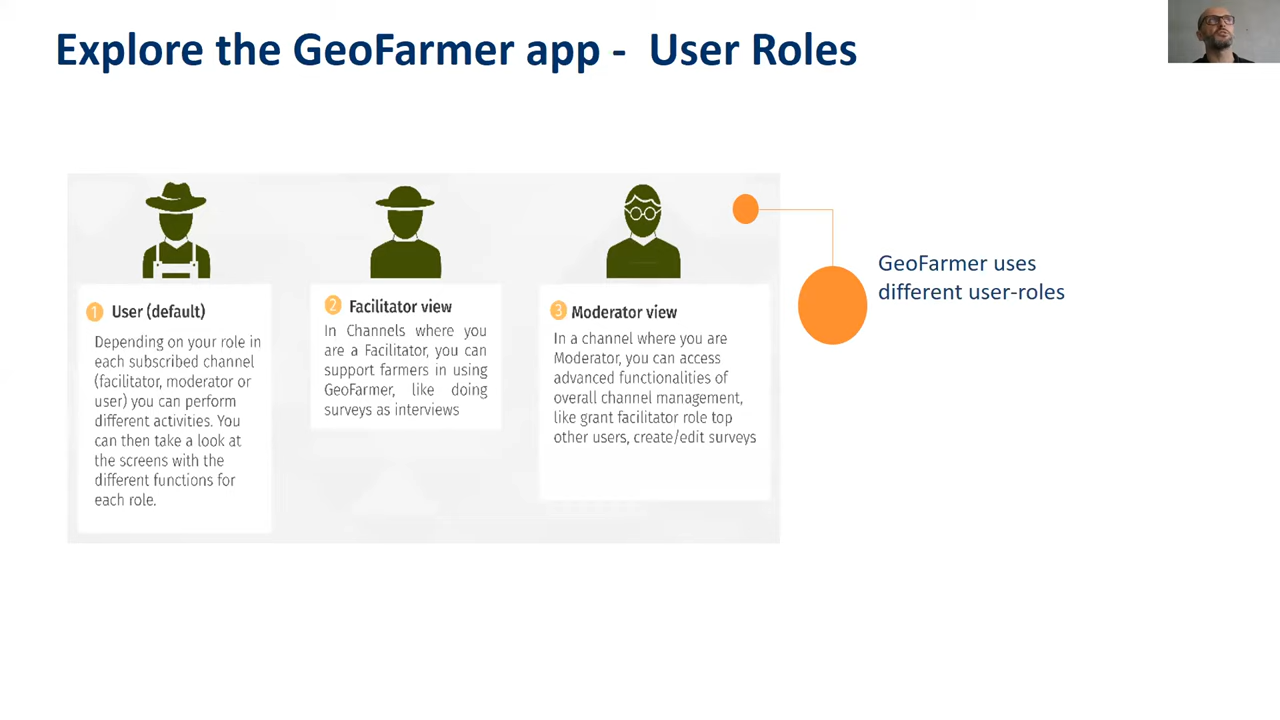 Explore the GeoFarmer app - User Roles
1 User (default)
Depending on your role in
each subscribed channel
(facilitator, moderator or
user) you can perform
different activities. You
can then take a look at
the screens with the
different functions for
each role.
2 Facilitator view
In Channels where you
are a Facilitator, you can
support farmers in using
GeoFarmer, like doing
surveys as interviews
3 Moderator view
In a channel where you are
Moderator, you can access
advanced functionalities of
overall channel management,
like grant facilitator role top
other users, create/edit surveys
GeoFarmer uses
different user-roles